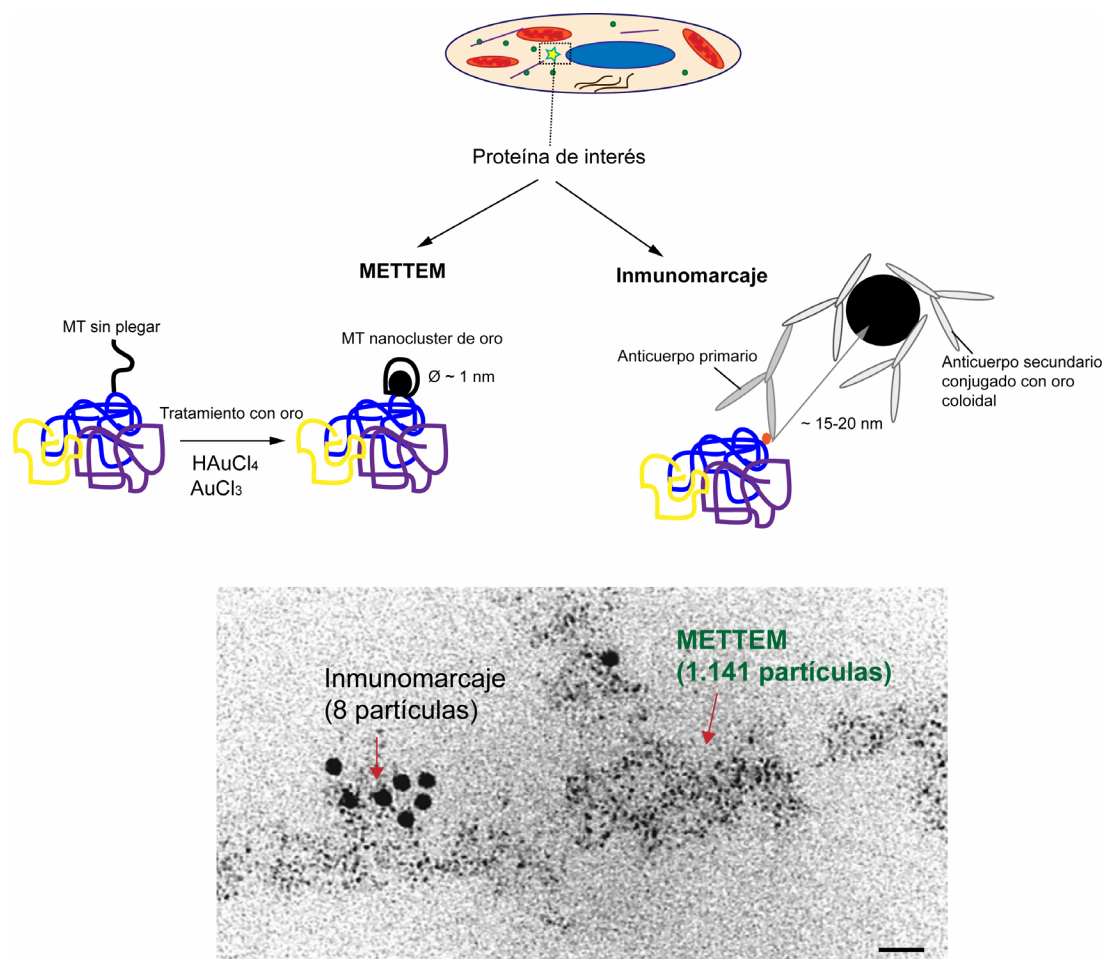 Proteína de interés
METTEM
Inmunomarcaje
MT sin plegar
MT nanocluster de oro
Ø ~ 1 nm
Tratamiento con oro
HAuCl₄
AuCl₃
Anticuerpo primario
Anticuerpo secundario
conjugado con oro
coloidal
~ 15-20 nm
Inmunomarcaje
(8 partículas)
METTEM
(1.141 partículas)